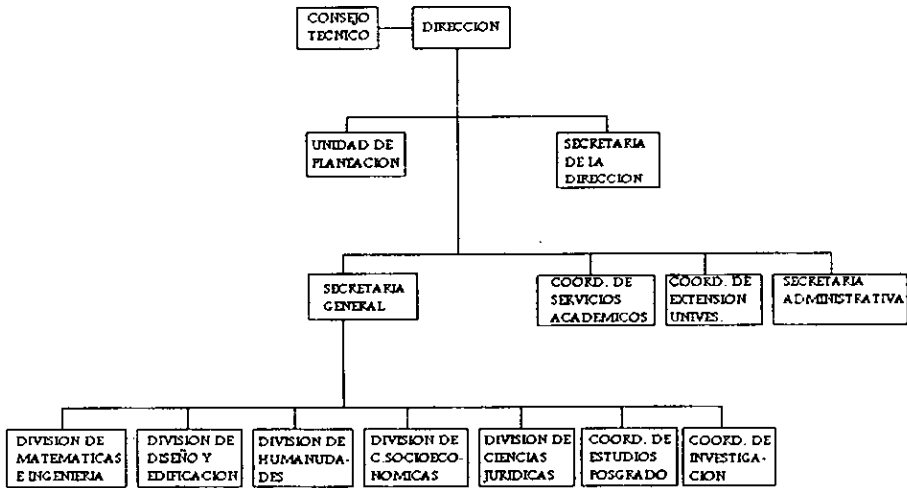 CONSEJO
TECNICO
DIRECCION
UNIDAD DE
PLANEACION
SECRETARIA
DE LA
DIRECCION
SECRETARIA
GENERAL
COORD. DE
SERVICIOS
ACADEMICOS
COORD. DE
EXTENSION
UNIVES.
SECRETARIA
ADMINISTRATIVA
DIVISION DE
MATEMATICAS
E INGENIERIA
DIVISION DE
DISEÑO Y
EDIFICACION
DIVISION DE
HUMANUDA-
DES
DIVISION DE
C.SOCIOECO-
NOMICAS
DIVISION DE
CIENCIAS
JURIDICAS
COORD. DE
ESTUDIOS
POSGRADO
COORD. DE
INVESTIGA-
CION